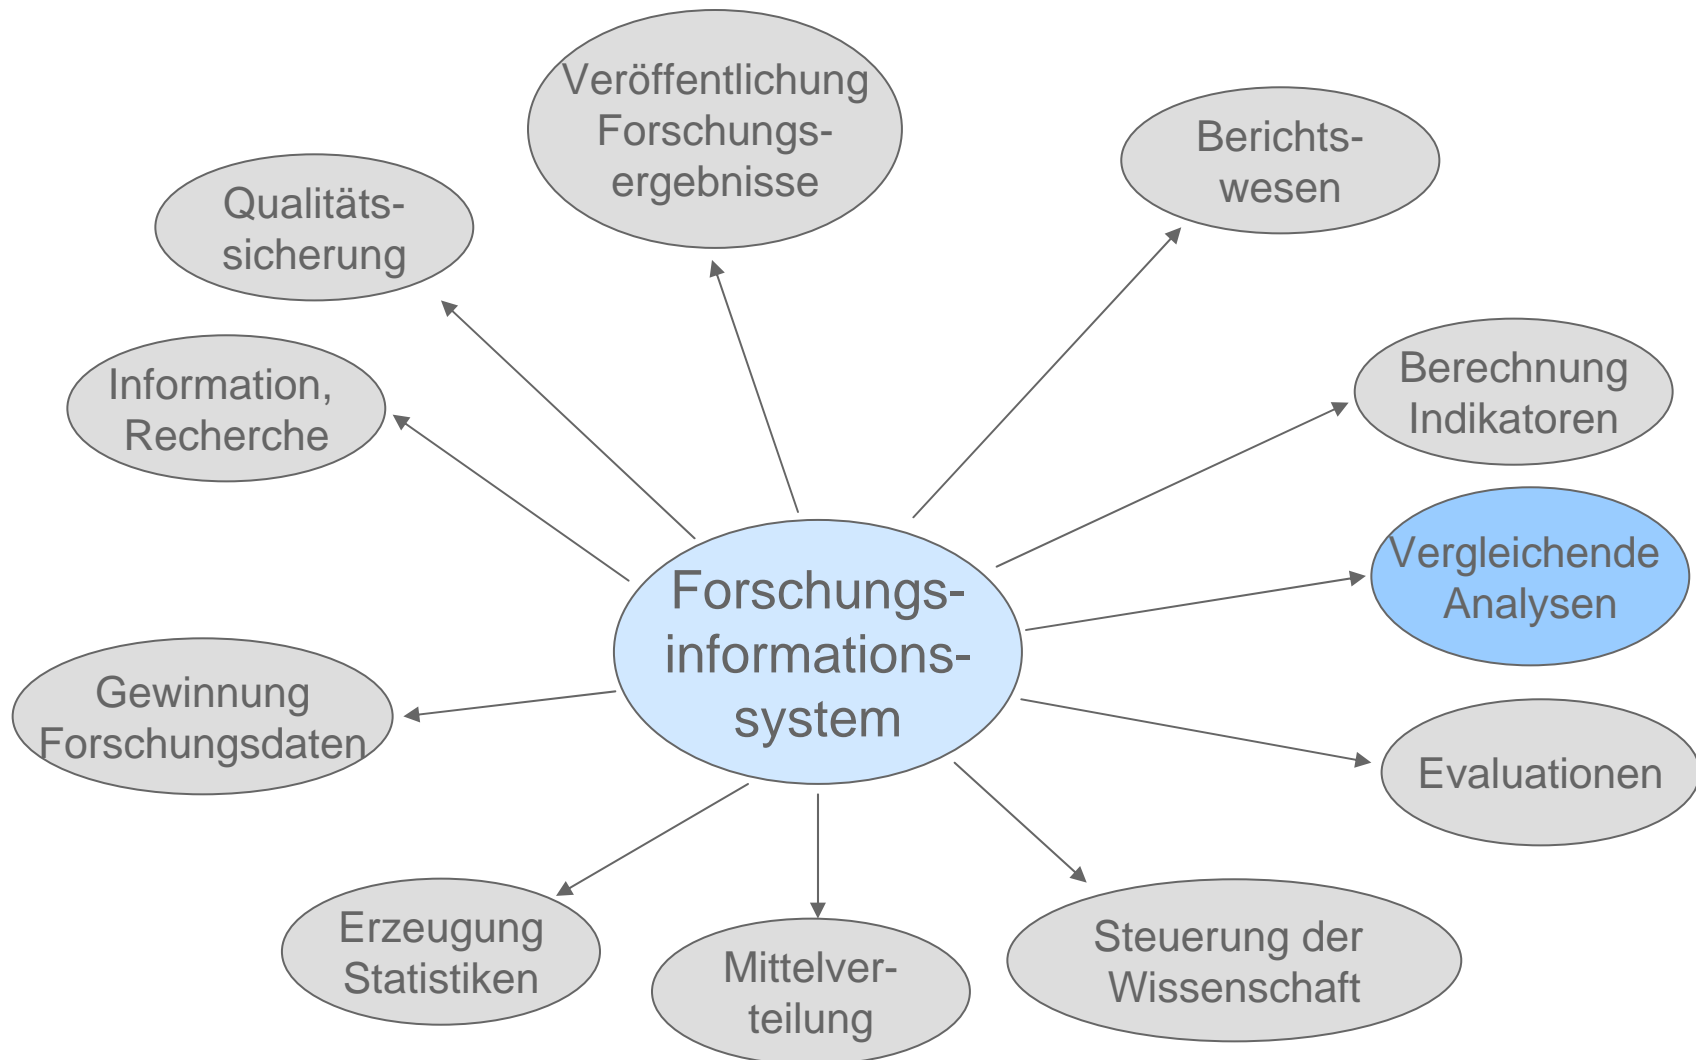 Veröffentlichung
Forschungs-
ergebnisse
Berichts-
wesen
Qualitäts-
sicherung
Information,
Recherche
Berechnung
Indikatoren
Vergleichende
Analysen
Forschungs-
informations-
system
Gewinnung
Forschungsdaten
Evaluationen
Erzeugung
Statistiken
Mittelver-
teilung
Steuerung der
Wissenschaft